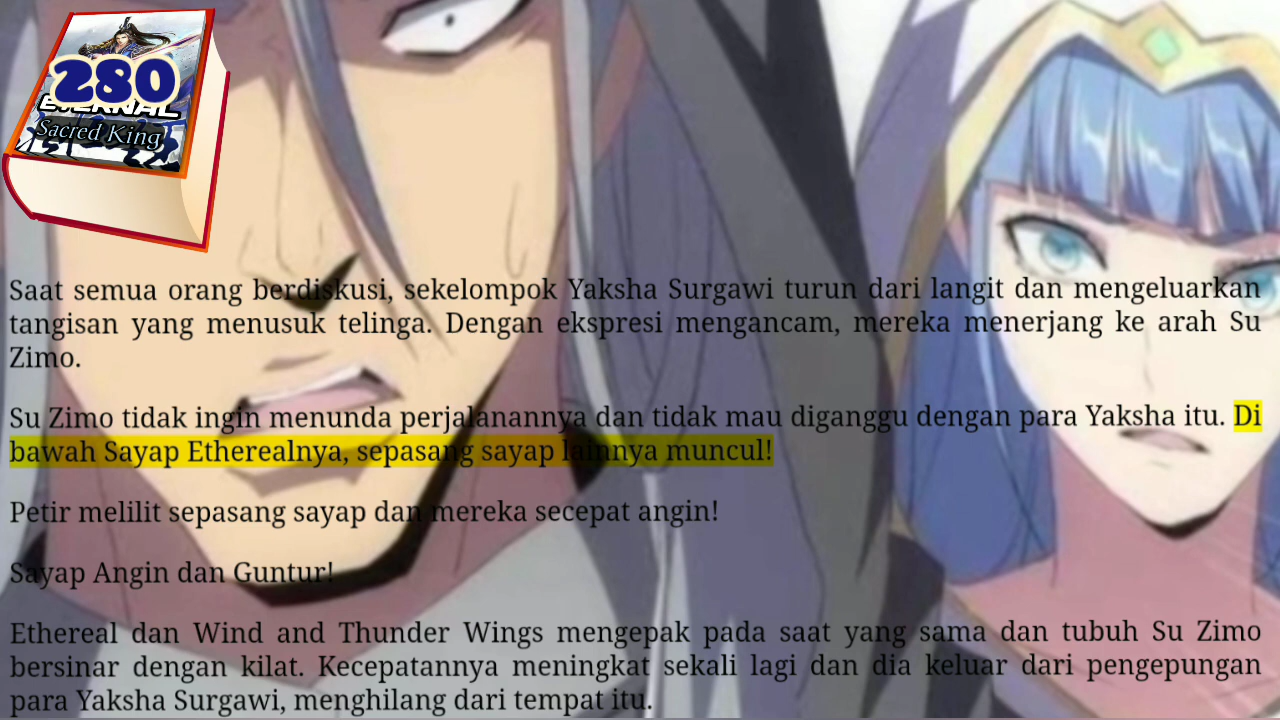 280
ETERNAL
Sacred King
Saat semua orang berdiskusi, sekelompok Yaksha Surgawi turun dari langit dan mengeluarkan
tangisan yang menusuk telinga. Dengan ekspresi mengancam, mereka menerjang ke arah Su
Zimo.
Su Zimo tidak ingin menunda perjalanannya dan tidak mau diganggu dengan para Yaksha itu. Di
bawah Sayap Etherealnya, sepasang sayap lainnya muncul!
Petir melilit sepasang sayap dan mereka secepat angin!
Sayap Angin dan Guntur!
Ethereal dan Wind and Thunder Wings mengepak pada saat yang sama dan tubuh Su Zimo
bersinar dengan kilat. Kecepatannya meningkat sekali lagi dan dia keluar dari pengepungan
para Yaksha Surgawi, menghilang dari tempat itu.